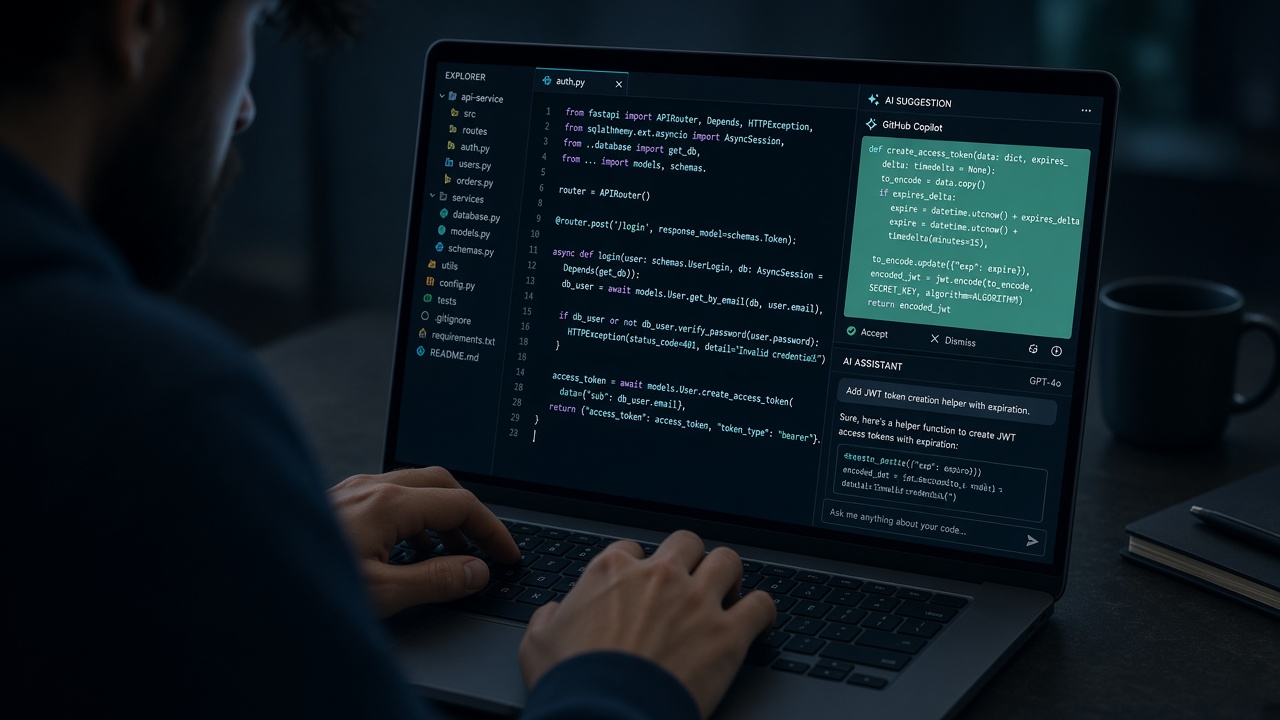 EXPLORER
api-service
src
routes
auth.py
users.py
orders.py
services
database.py
models.py
schemas.py
utils
config.py
tests
.gitignore
requirements.txt
README.md
auth.py
1 from fastapi import APIRouter, Depends, HTTPException,
2 from sqlathmemy.ext.asyncio import AsyncSession,
3 from ..database import get_db,
4 from ... import models, schemas.
5
6 router = APIRouter()
8
9 @router.post('/login', response_model=schemas.Token);
10
11 async def login(user: schemas.UserLogin, db: AsyncSession =
12 Depends(get_db)):
13 db_user = await models.User.get_by_email(db, user.email),
14
15 if db_user or not db_user.verify_password(user.password):
16 HTTPException(status_code=401, detail="Invalid
18 }
16
14 access_token = await models.User.create_access_token(
28 data={"sub": db_user.email},
28 return {"access_token": access_token, "token_type": "bearer"}.
29 }
23
AI SUGGESTION
GitHub Copilot
def create_access_token(data: dict, expires_
delta: timedelta = None):
to_encode = data.copy()
if expires_delta:
expire = datetime.utcnow() + expires_delta
expire = datetime.utcnow() +
timedelta(minutes=15),
to_encode.update({"exp": expire}),
encoded_jwt = jwt.encode(to_encode,
SECRET_KEY, algorithm=ALGORITHM)
return encoded_jwt
Accept
Dismiss
AI ASSISTANT
GPT-4o
Add JWT token creation helper with expiration.
Sure, here's a helper function to create JWT
access tokens with expiration:
Ask me anything about your code...